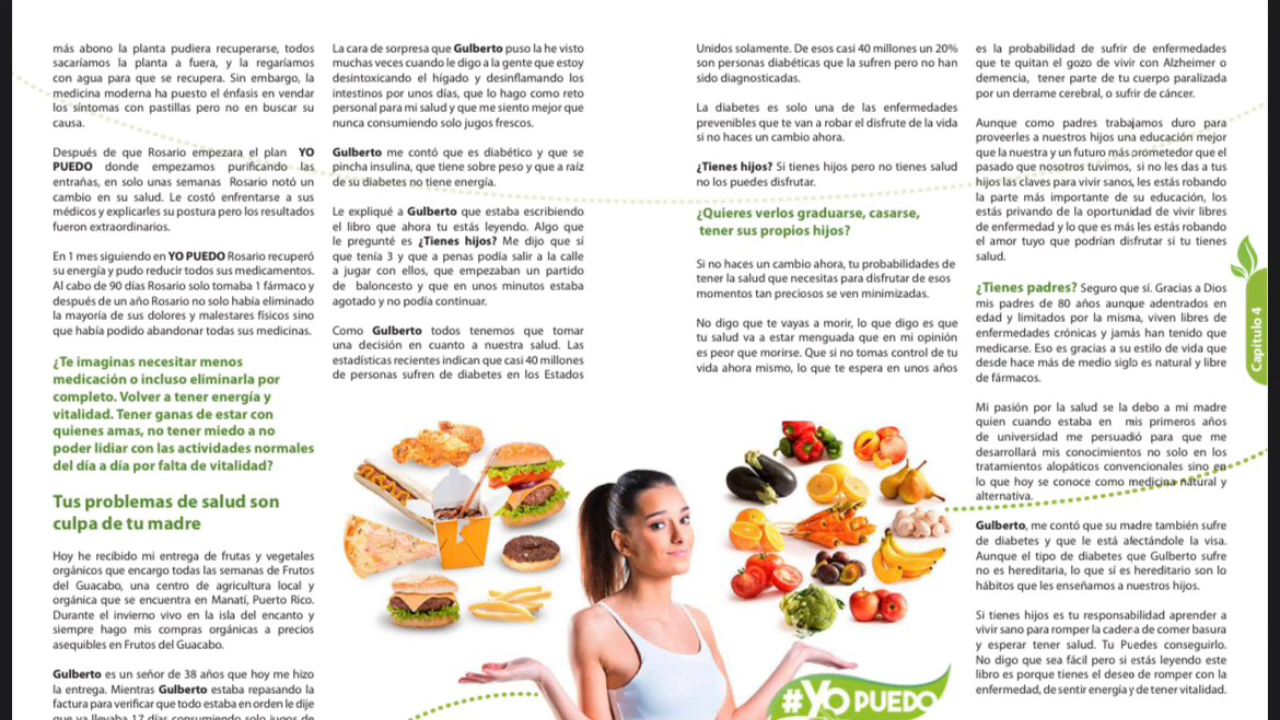 más abono la planta pudiera recuperarse, todos
sacaríamos la planta a fuera, y la regaríamos
con agua para que se recupera. Sin embargo, la
medicina moderna ha puesto el énfasis en vendar
los síntomas con pastillas pero no en buscar su
causa.
Después de que Rosario empezara el plan YO
PUEDO donde empezamos purificando las
entrañas, en solo unas semanas Rosario notó un
cambio en su salud. Le costó enfrentarse a sus
médicos y explicarles su postura pero los resultados
fueron extraordinarios.
En 1 mes siguiendo en YO PUEDO Rosario recuperó
su energía y pudo reducir todos sus medicamentos.
Al cabo de 90 días Rosario solo tomaba 1 fármaco y
después de un año Rosario no solo había eliminado
la mayoría de sus dolores y malestares físicos sino
que había podido abandonar todas sus medicinas.
¿Te imaginas necesitar menos
medicación o incluso eliminarla por
completo. Volver a tener energía y
vitalidad. Tener ganas de estar con
quienes amas, no tener miedo a no
poder lidiar con las actividades normales
del día a día por falta de vitalidad?
Tus problemas de salud son
culpa de tu madre
Hoy he recibido mi entrega de frutas y vegetales
orgánicos que encargo todas las semanas de Frutos
del Guacabo, una centro de agricultura local y
orgánica que se encuentra en Manatí, Puerto Rico.
Durante el invierno vivo en la isla del encanto y
siempre hago mis compras orgánicas a precios
asequibles en Frutos del Guacabo.
Gulberto es un señor de 38 años que hoy me hizo
la entrega. Mientras Gulberto estaba repasando la
factura para verificar que todo estaba en orden le dije
que ya llevaba 17 días consumiendo solo jugos de
La cara de sorpresa que Gulberto puso la he visto
muchas veces cuando le digo a la gente que estoy
desintoxicando el hígado y desinflamando los
intestinos por unos días, que lo hago como reto
personal para mi salud y que me siento mejor que
nunca consumiendo solo jugos frescos.
Gulberto me contó que es diabético y que se
pincha insulina, que tiene sobre peso y que a raíz
de su diabetes no tiene energía.
Le expliqué a Gulberto que estaba escribiendo
el libro que ahora tu estás leyendo. Algo que
le pregunté es ¿Tienes hijos? Me dijo que sí
que tenía 3 y que a penas podía salir a la calle
a jugar con ellos, que empezaban un partido
de baloncesto y que en unos minutos estaba
agotado y no podía continuar.
Como Gulberto todos tenemos que tomar
una decisión en cuanto a nuestra salud. Las
estadísticas recientes indican que casi 40 millones
de personas sufren de diabetes en los Estados
Unidos solamente. De esos casi 40 millones un 20%
son personas diabéticas que la sufren pero no han
sido diagnosticadas.
La diabetes es solo una de las enfermedades
prevenibles que te van a robar el disfrute de la vida
si no haces un cambio ahora.
¿Tienes hijos? Si tienes hijos pero no tienes salud
no los puedes disfrutar.
¿Quieres verlos graduarse, casarse,
tener sus propios hijos?
Si no haces un cambio ahora, tu probabilidades de
tener la salud que necesitas para disfrutar de esos
momentos tan preciosos se ven minimizadas.
No digo que te vayas a morir, lo que digo es que
tu salud va a estar menguada que en mi opinión
es peor que morirse. Que si no tomas control de tu
vida ahora mismo, lo que te espera en unos años
es la probabilidad de sufrir de enfermedades
que te quitan el gozo de vivir con Alzheimer o
demencia, tener parte de tu cuerpo paralizada
por un derrame cerebral, o sufrir de cáncer.
Aunque como padres trabajamos duro para
proveerles a nuestros hijos una educación mejor
que la nuestra y un futuro más prometedor que el
pasado que nosotros tuvimos, si no les das a tus
hijos las claves para vivir sanos, les estás robando
la parte más importante de su educación, los
estás privando de la oportunidad de vivir libres
de enfermedad y lo que es más les estás robando
el amor tuyo que podrían disfrutar si tu tienes
salud.
¿Tienes padres? Seguro que sí. Gracias a Dios
mis padres de 80 años aunque adentrados en
edad y limitados por la misma, viven libres de
enfermedades crónicas y jamás han tenido que
medicarse. Eso es gracias a su estilo de vida que
desde hace más de medio siglo es natural y libre
de fármacos.
Mi pasión por la salud se la debo a mi madre
quien cuando estaba en mis primeros años
de universidad me persuadió para que me
desarrollará mis conocimientos no solo en los
tratamientos alopáticos convencionales sino en
lo que hoy se conoce como medicina natural y
alternativa.
Gulberto, me contó que su madre también sufre
de diabetes y que le está afectándole la visa.
Aunque el tipo de diabetes que Gulberto sufre
no es hereditaria, lo que sí es hereditario son lo
hábitos que les enseñamos a nuestros hijos.
Si tienes hijos es tu responsabilidad aprender a
vivir sano para romper la cadena de comer basura
y esperar tener salud. Tu Puedes conseguirlo.
No digo que sea fácil pero si estás leyendo este
libro es porque tienes el deseo de romper con la
enfermedad, de sentir energía y de tener vitalidad.
Capítulo 4
#YO PUEDO